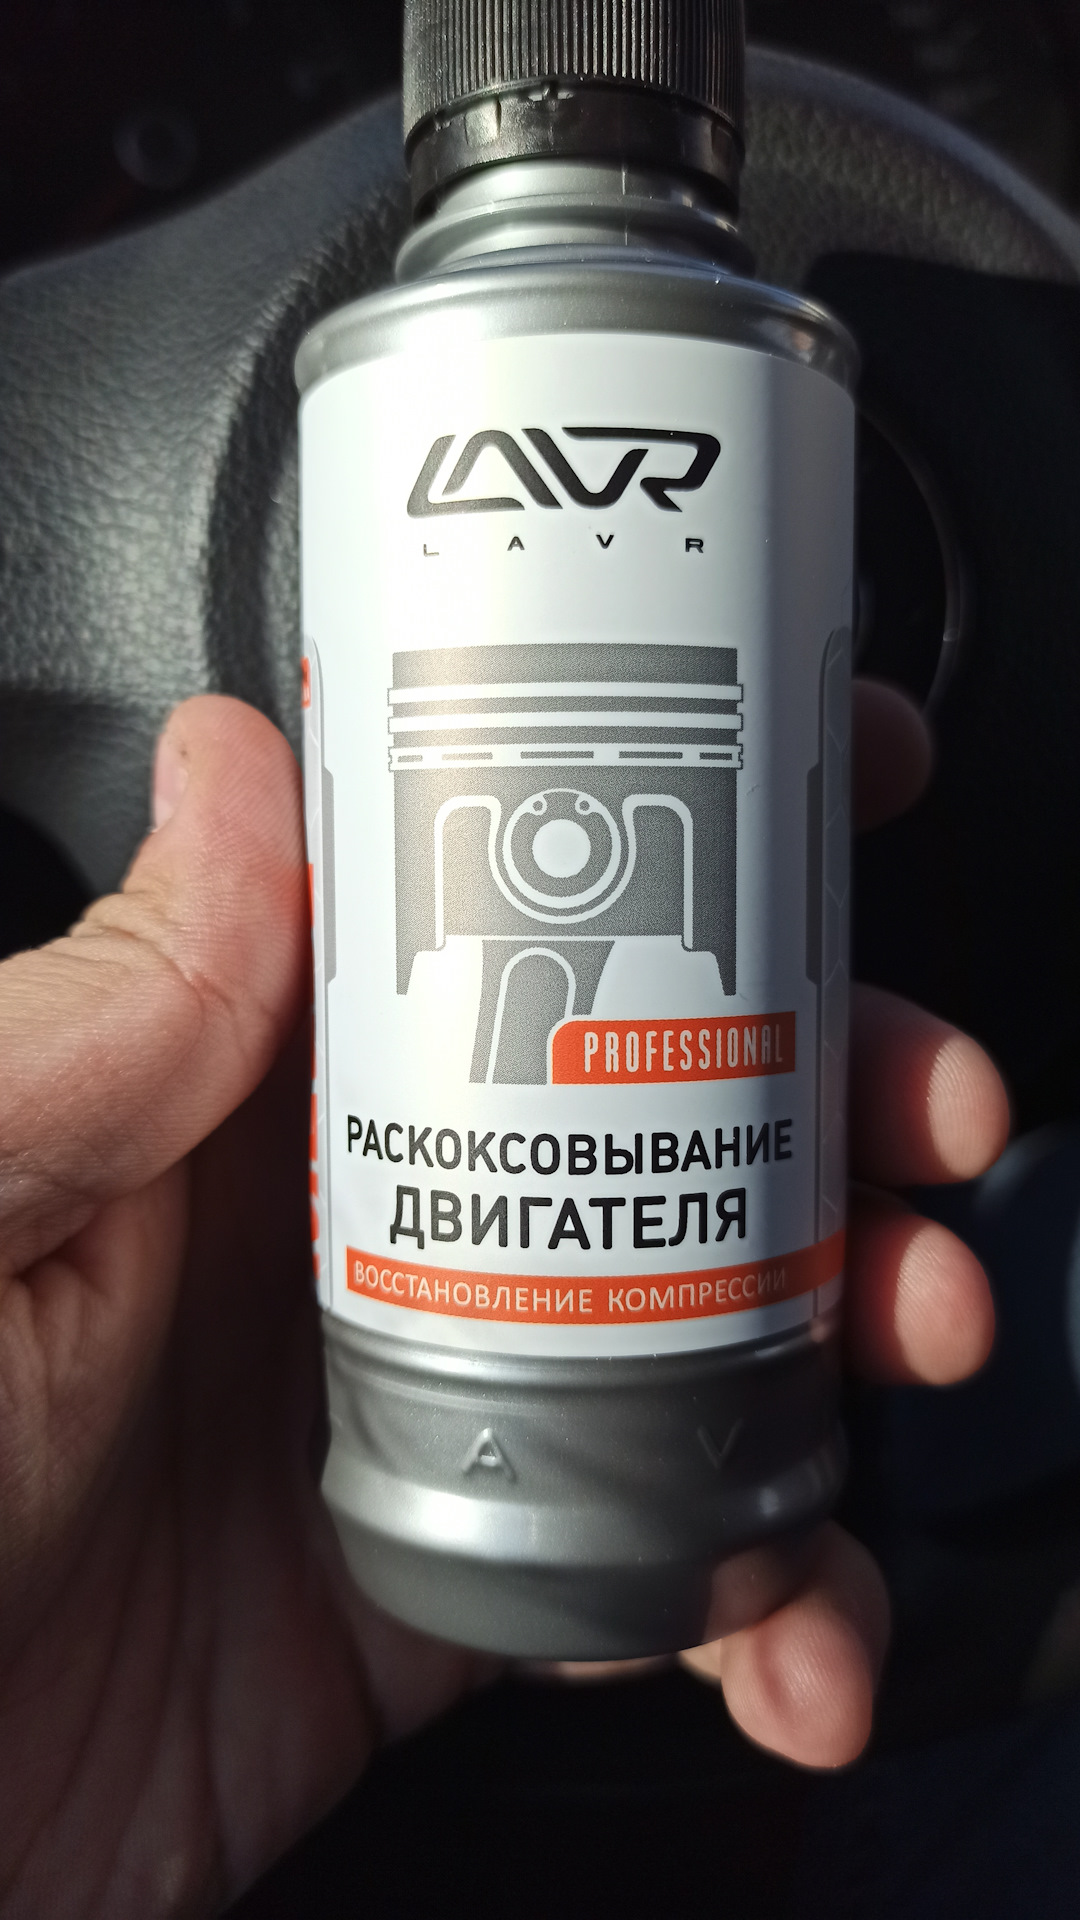 LAVR
LAVR
PROFESSIONAL
РАСКОКСОВЫВАНИЕ
ДВИГАТЕЛЯ
ВОССТАНОВЛЕНИЕ КОМПРЕССИИ
A V